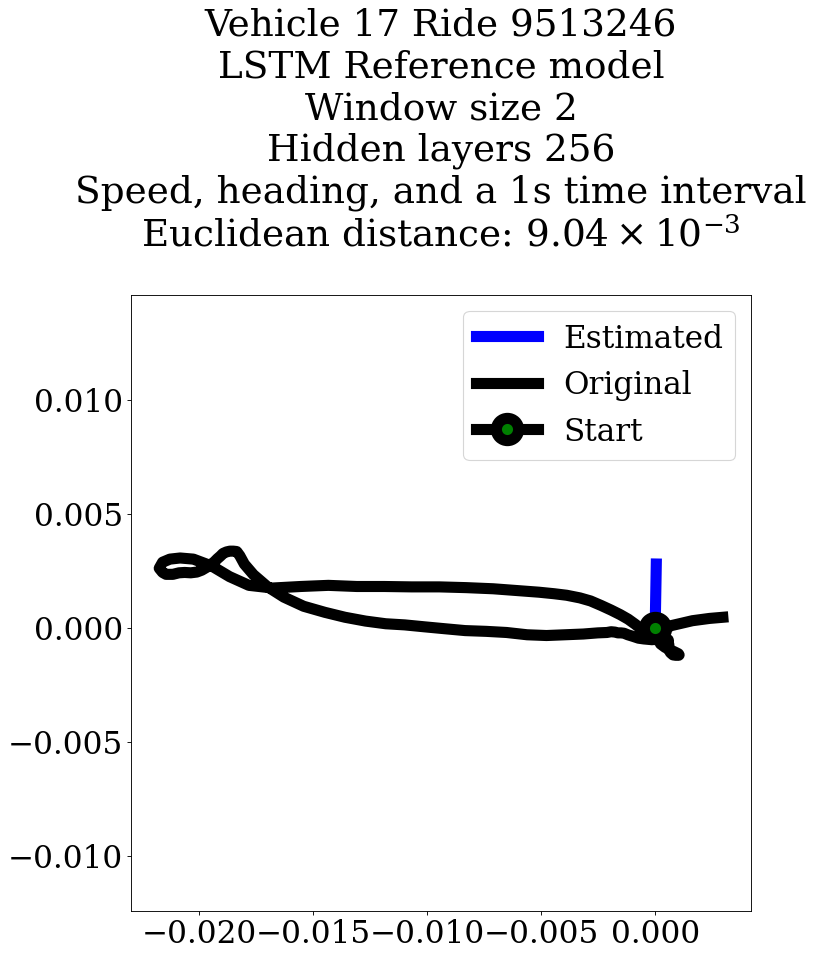 Vehicle 17 Ride 9513246
LSTM Reference model
Window size 2
Hidden layers 256
Speed, heading, and a 1s time interval
Euclidean distance: 9.04 × 10⁻³
Estimated
Original
Start
0.010
0.005
0.000
−0.005
−0.010
−0.020 −0.015 −0.010 −0.005 0.000